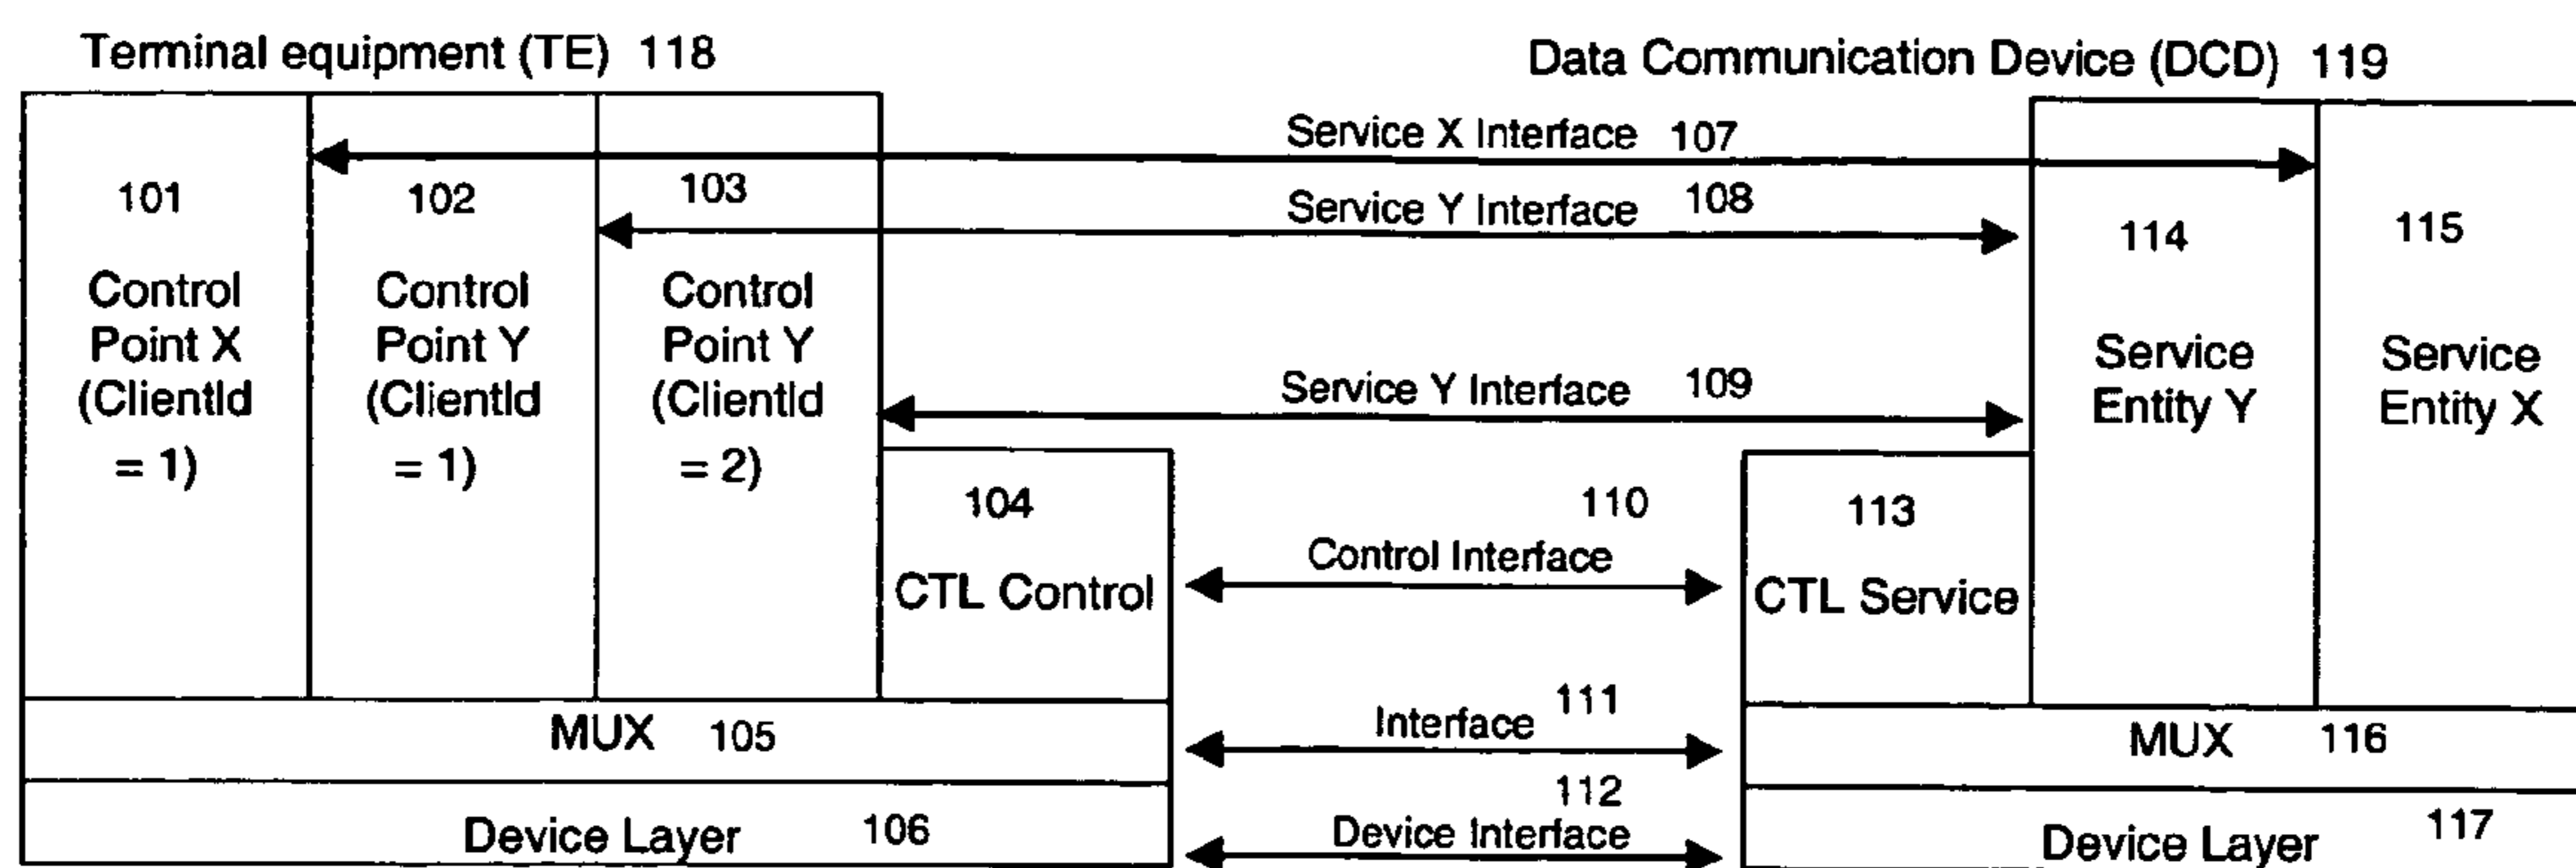 Terminal equipment (TE) 118
Data Communication Device (DCD) 119
Service X Interface 107
101
102
103
Service Y Interface 108
114
115
Control
Point X
(ClientId
= 1)
Control
Point Y
(ClientId
= 1)
Control
Point Y
(ClientId
= 2)
Service
Entity Y
Service
Entity X
Service Y Interface 109
104
CTL Control
110
Control Interface
113
CTL Service
MUX 105
Interface 111
MUX 116
Device Layer 106
112
Device Interface
Device Layer 117